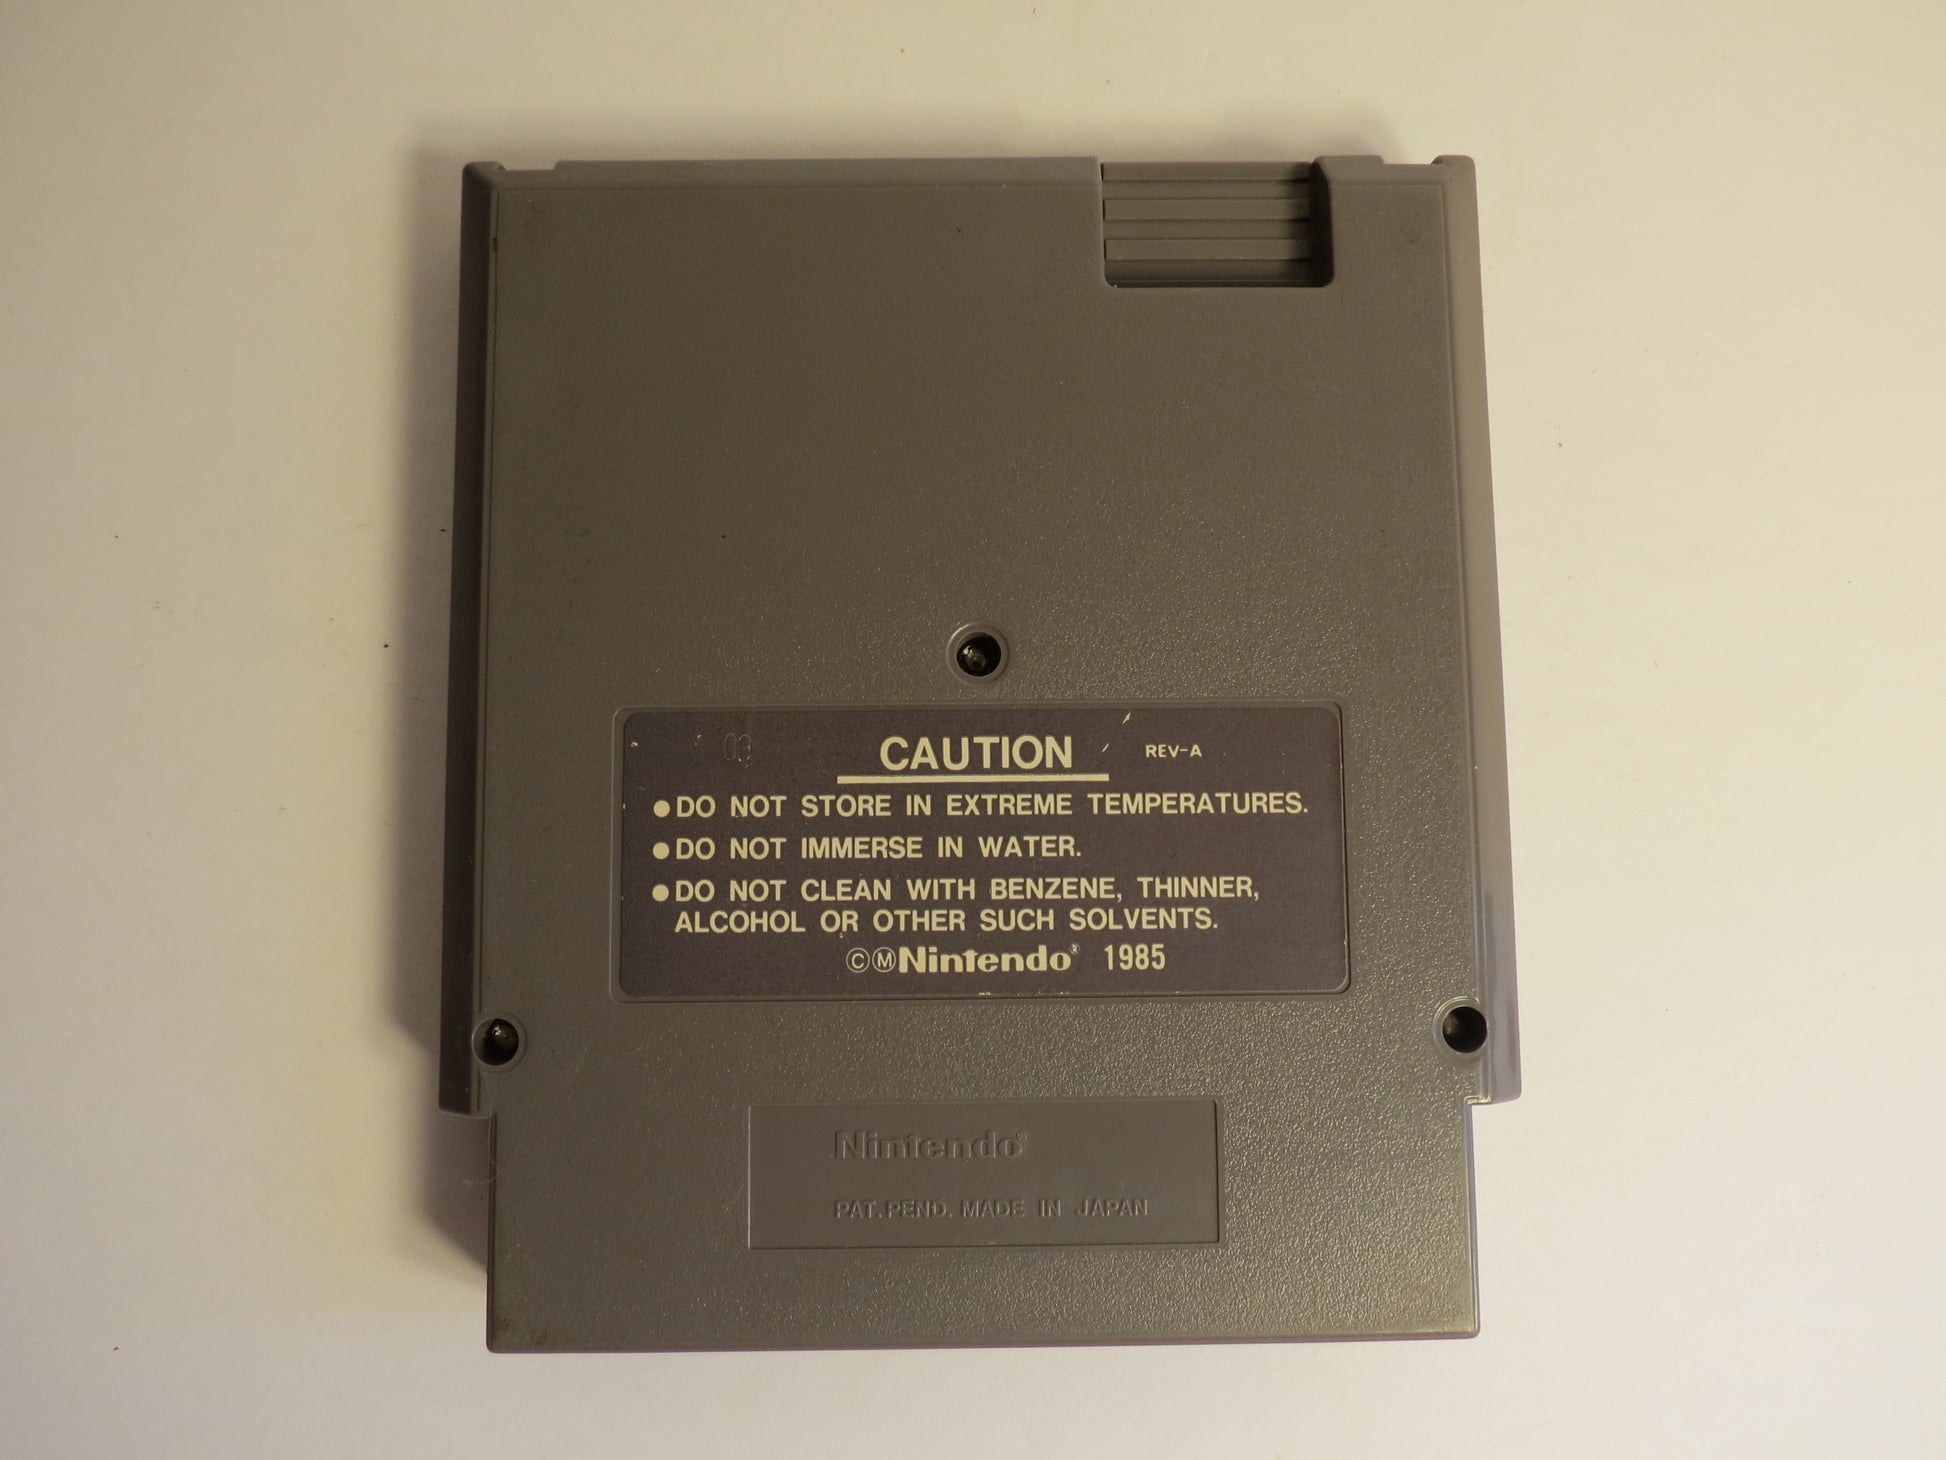 CAUTION REV-A
●DO NOT STORE IN EXTREME TEMPERATURES.
●DO NOT IMMERSE IN WATER.
●DO NOT CLEAN WITH BENZENE, THINNER,
ALCOHOL OR OTHER SUCH SOLVENTS.
©Ⓜ Nintendo® 1985
Nintendo®
PAT. PEND. MADE IN JAPAN